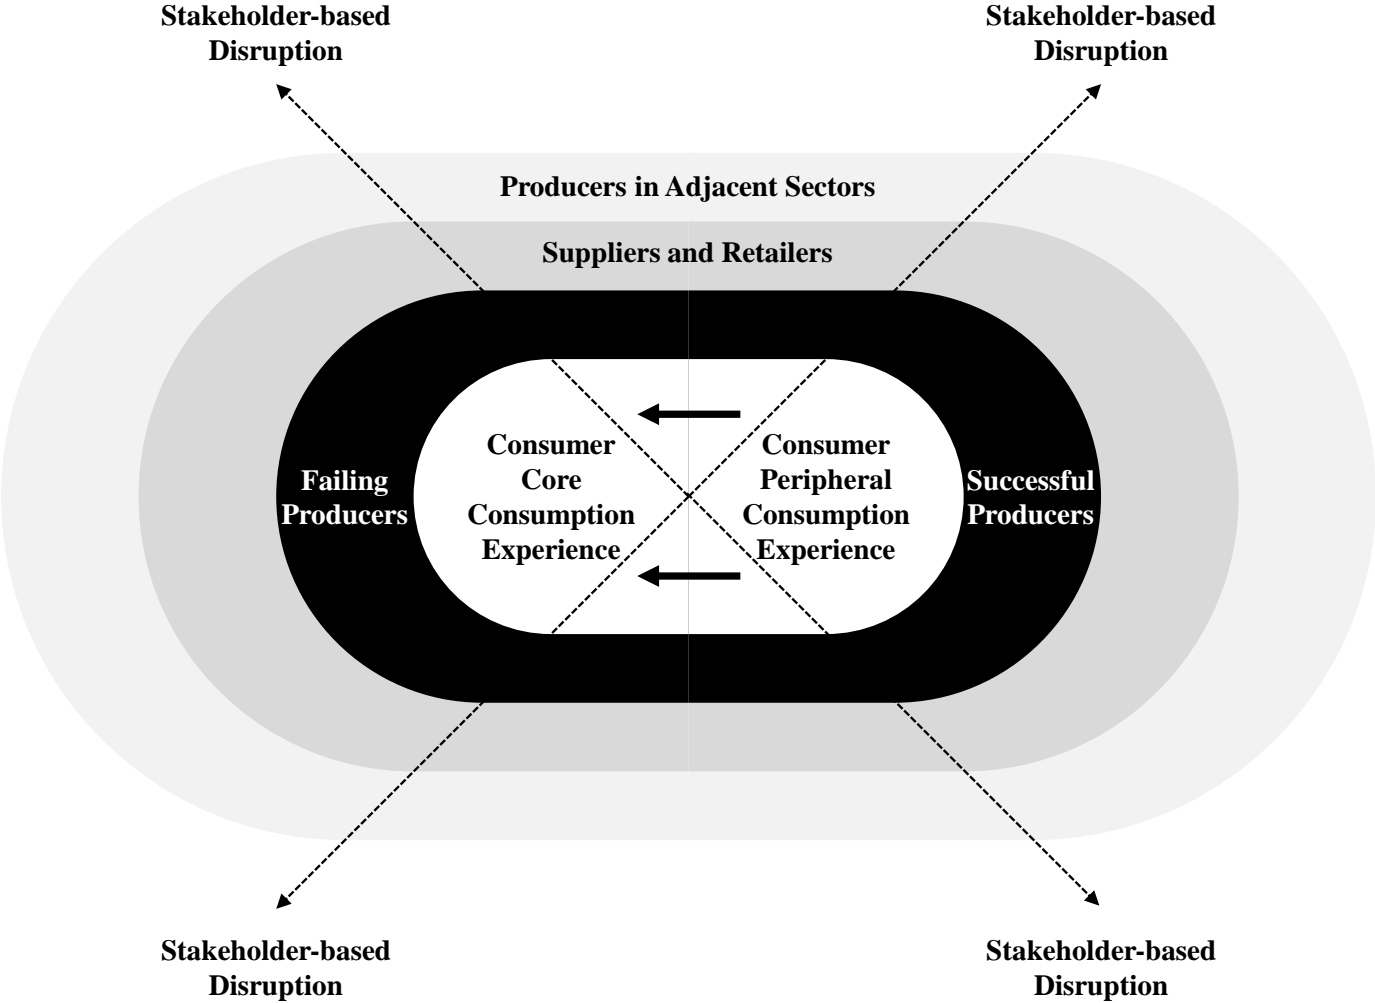 Stakeholder-based
Disruption
Stakeholder-based
Disruption
Producers in Adjacent Sectors
Suppliers and Retailers
Failing
Producers
Consumer
Core
Consumption
Experience
Consumer
Peripheral
Consumption
Experience
Successful
Producers
Stakeholder-based
Disruption
Stakeholder-based
Disruption